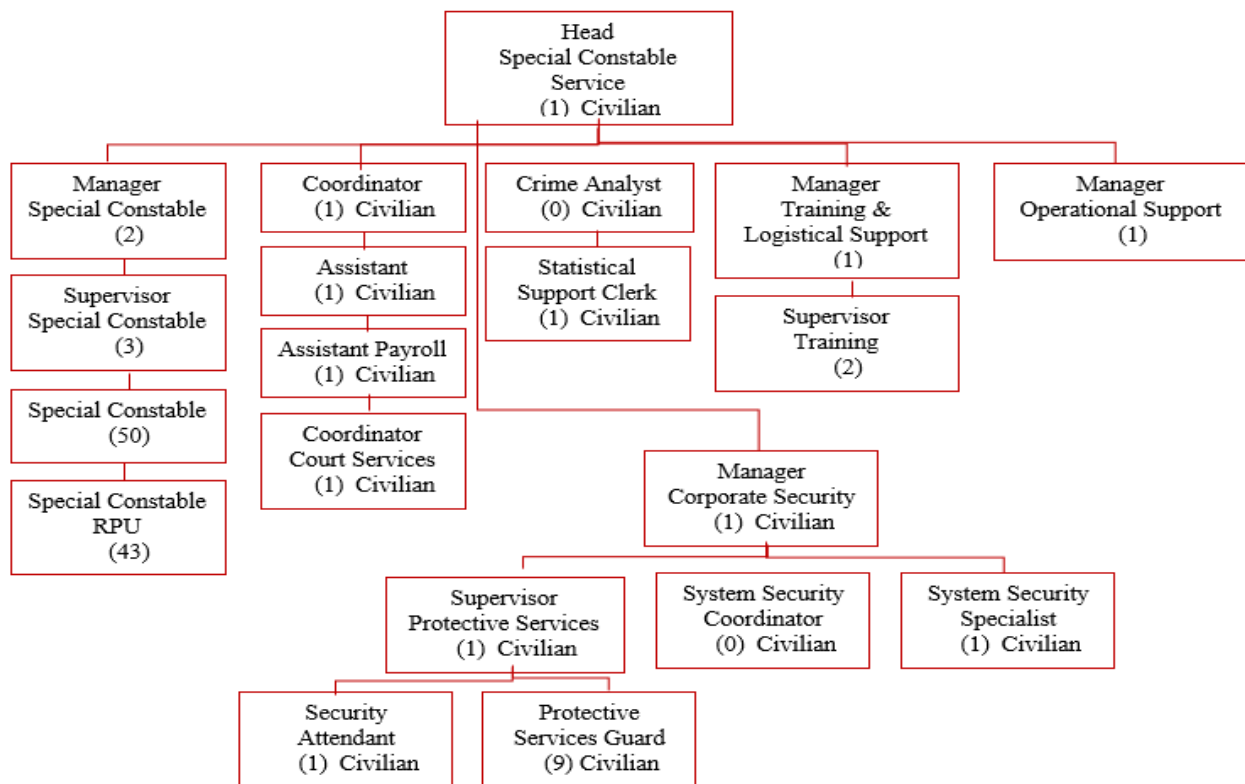 Head
Special Constable
Service
(1) Civilian
Manager
Special Constable
(2)
Supervisor
Special Constable
(3)
Special Constable
(50)
Special Constable
RPU
(43)
Coordinator
(1) Civilian
Assistant
(1) Civilian
Assistant Payroll
(1) Civilian
Coordinator
Court Services
(1) Civilian
Crime Analyst
(0) Civilian
Statistical
Support Clerk
(1) Civilian
Manager
Training &
Logistical Support
(1)
Supervisor
Training
(2)
Manager
Operational Support
(1)
Manager
Corporate Security
(1) Civilian
Supervisor
Protective Services
(1) Civilian
System Security
Coordinator
(0) Civilian
System Security
Specialist
(1) Civilian
Security
Attendant
(1) Civilian
Protective
Services Guard
(9) Civilian